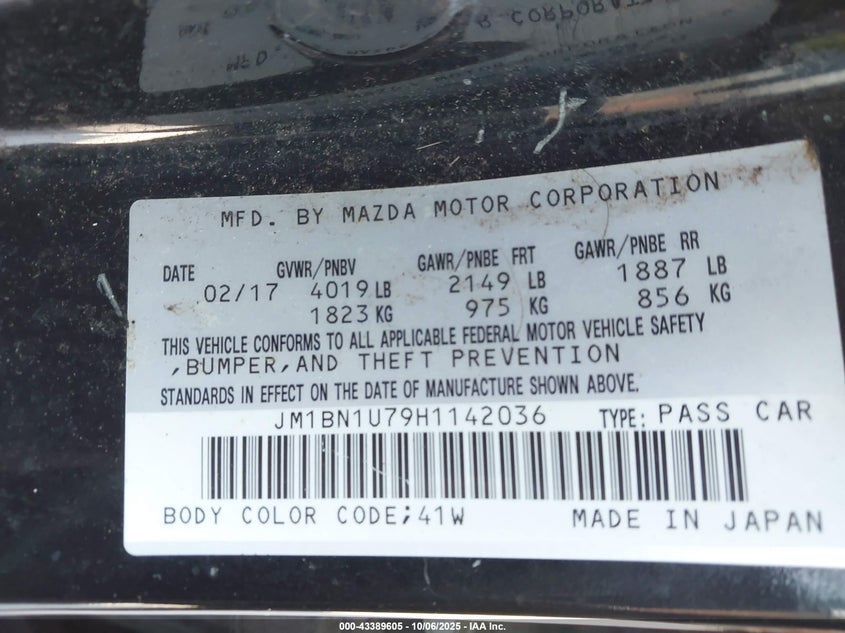 MFD. BY MAZDA MOTOR CORPORATION
DATE GVWR/PNBV GAWR/PNBE FRT GAWR/PNBE RR
02/17 4019 LB 2149 LB 1887 LB
1823 KG 975 KG 856 KG
THIS VEHICLE CONFORMS TO ALL APPLICABLE FEDERAL MOTOR VEHICLE SAFETY
,BUMPER,AND THEFT PREVENTION
STANDARDS IN EFFECT ON THE DATE OF MANUFACTURE SHOWN ABOVE.
JM1BN1U79H1142036 TYPE: PASS CAR
BODY COLOR CODE;41W MADE IN JAPAN
000-43389605 - 10/06/2025 - IAA Inc.